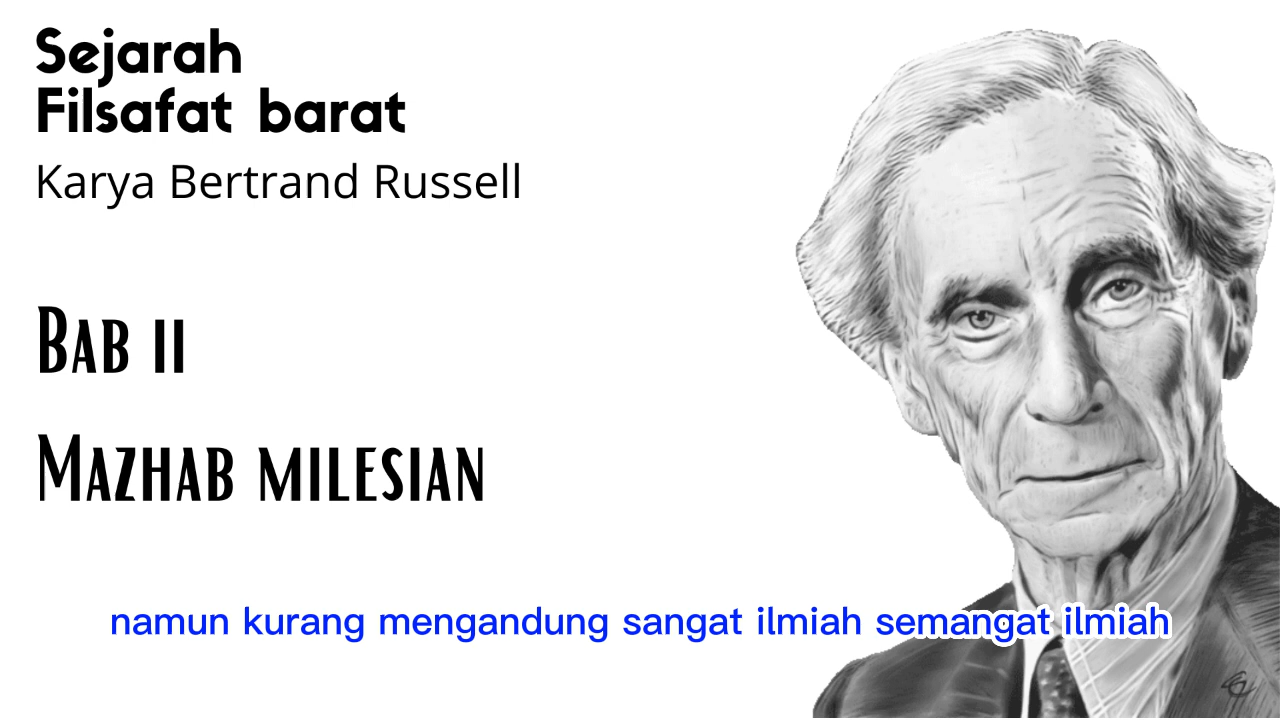 Sejarah
Filsafat barat
Karya Bertrand Russell
Bab II
Mazhab milesian
namun kurang mengandung sangat ilmiah semangat ilmiah